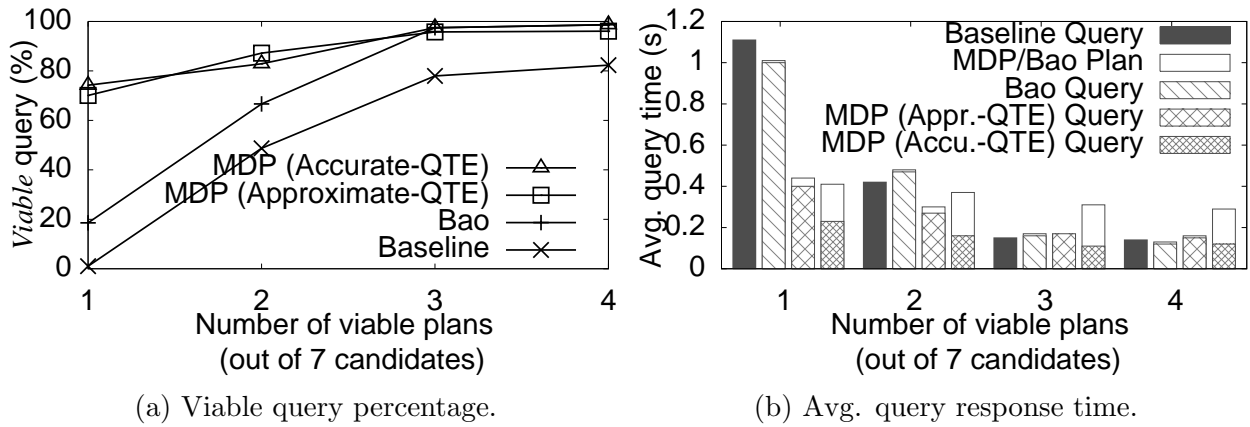 100
80
60
40
20
0
Viable query (%)
MDP (Accurate-QTE)
MDP (Approximate-QTE)
Bao
Baseline
1 2 3 4
Number of viable plans
(out of 7 candidates)
(a) Viable query percentage.
1.2
1
0.8
0.6
0.4
0.2
0
Avg. query time (s)
Baseline Query
MDP/Bao Plan
Bao Query
MDP (Appr.-QTE) Query
MDP (Accu.-QTE) Query
1 2 3 4
Number of viable plans
(out of 7 candidates)
(b) Avg. query response time.